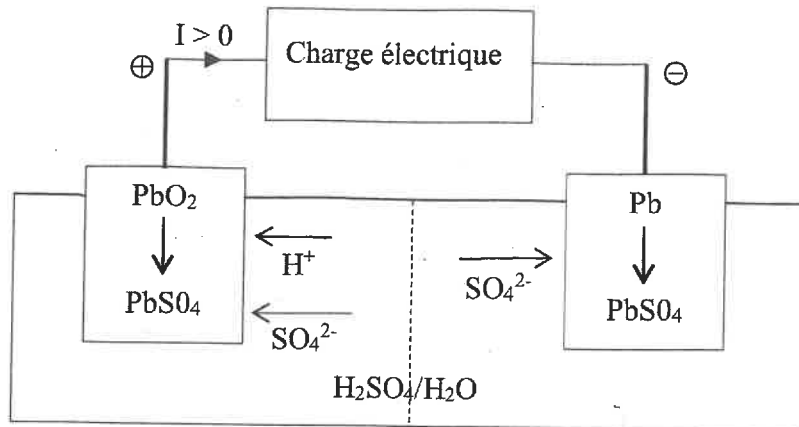 I > 0
⊕
Charge électrique
⊖
PbO₂
PbS0₄
H⁺
SO₄²⁻
SO₄²⁻
Pb
PbS0₄
H₂SO₄/H₂O